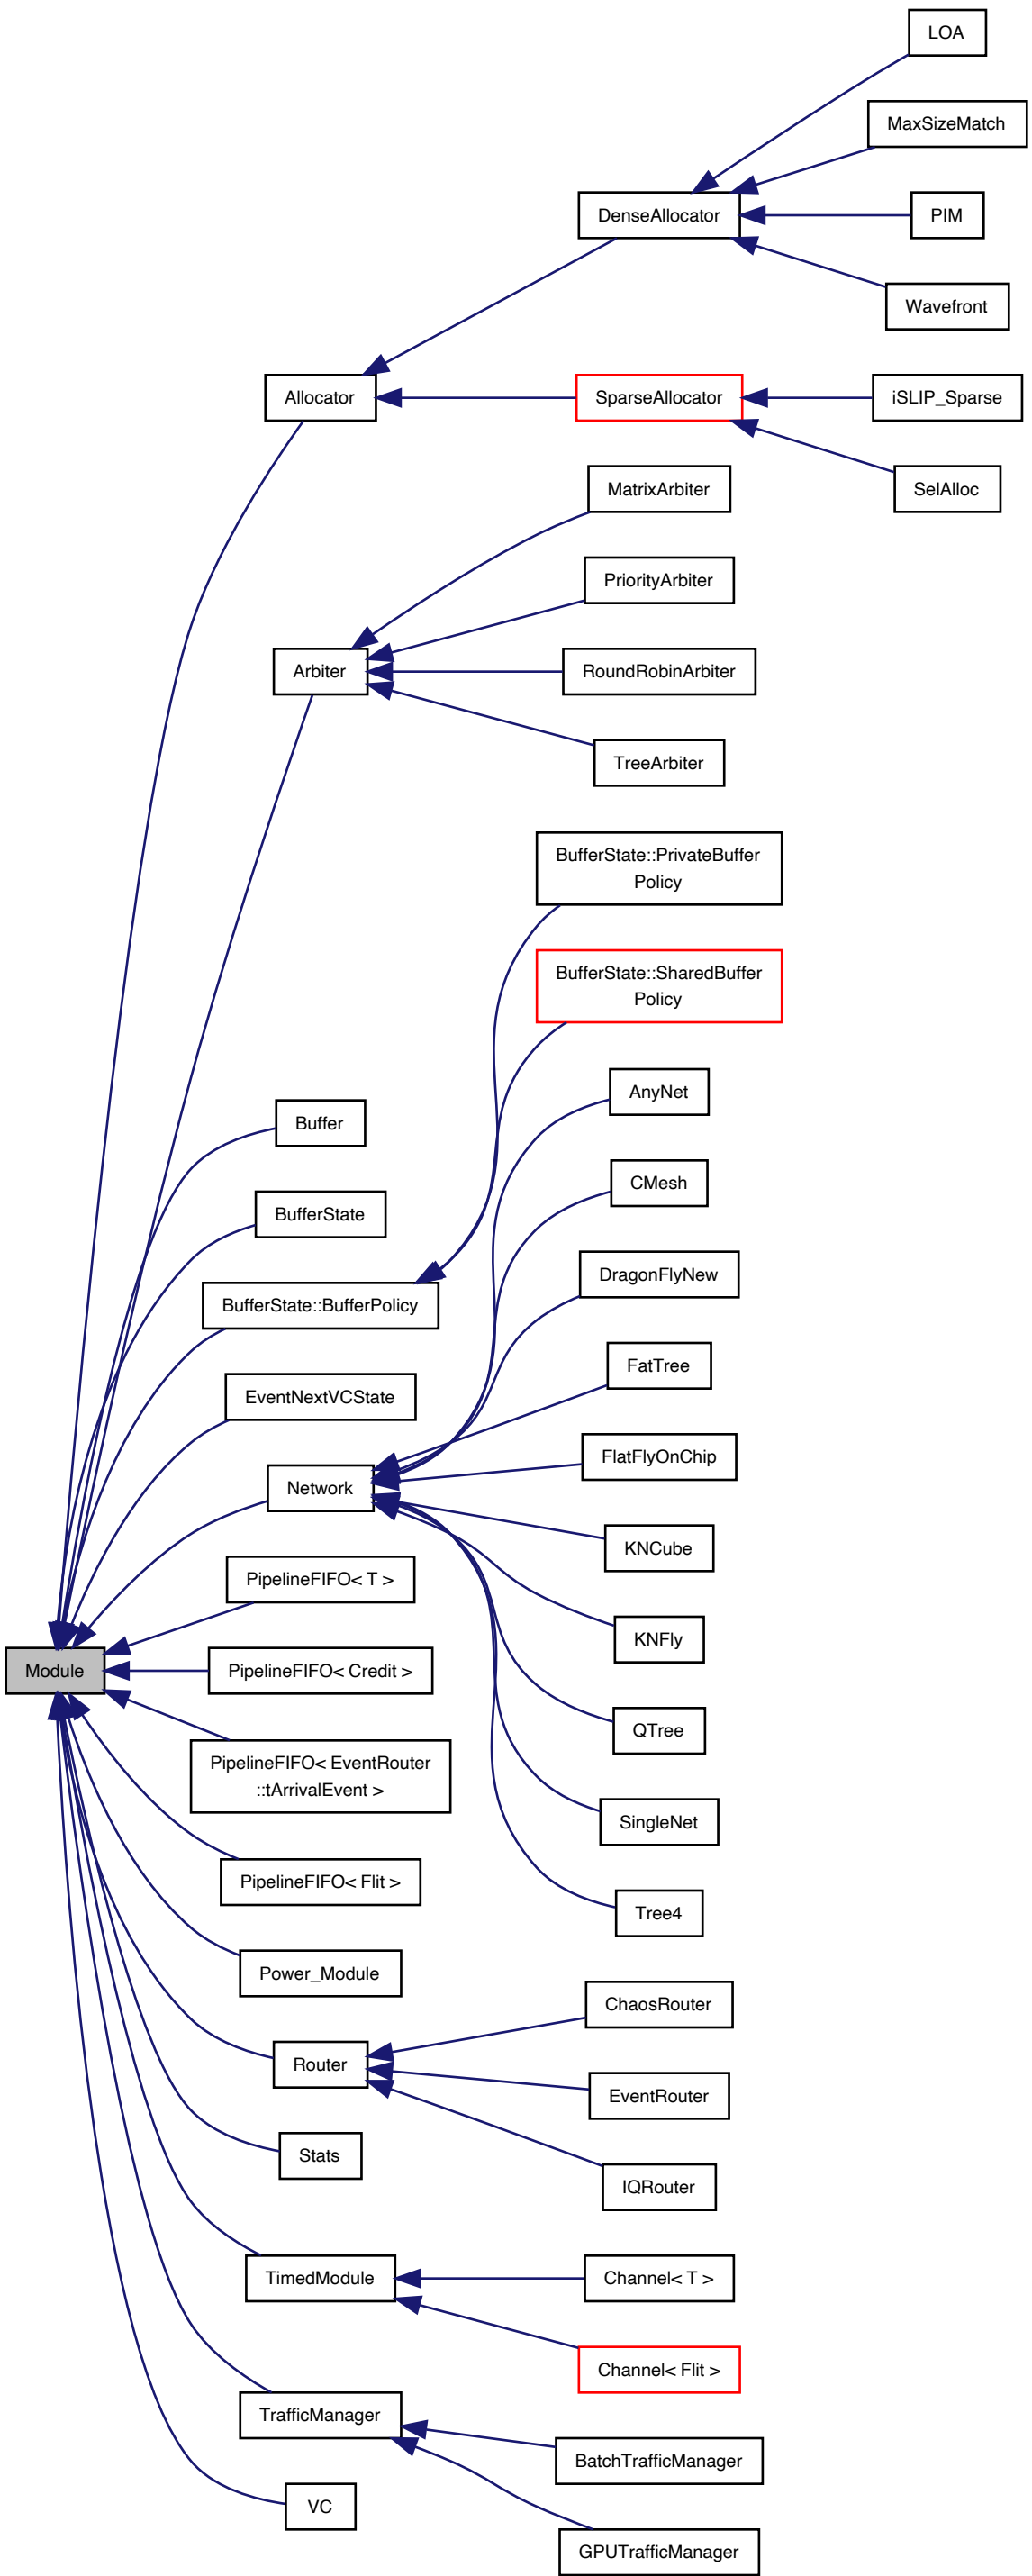 LOA
MaxSizeMatch
DenseAllocator
PIM
Wavefront
Allocator
SparseAllocator
iSLIP_Sparse
SelAlloc
MatrixArbiter
PriorityArbiter
Arbiter
RoundRobinArbiter
TreeArbiter
BufferState::PrivateBuffer
Policy
BufferState::SharedBuffer
Policy
AnyNet
Buffer
CMesh
BufferState
DragonFlyNew
BufferState::BufferPolicy
FatTree
EventNextVCState
FlatFlyOnChip
Network
KNCube
PipelineFIFO< T >
KNFly
Module
PipelineFIFO< Credit >
QTree
PipelineFIFO< EventRouter
::tArrivalEvent >
SingleNet
PipelineFIFO< Flit >
Tree4
Power_Module
ChaosRouter
Router
EventRouter
Stats
IQRouter
TimedModule
Channel< T >
Channel< Flit >
TrafficManager
BatchTrafficManager
VC
GPUTrafficManager